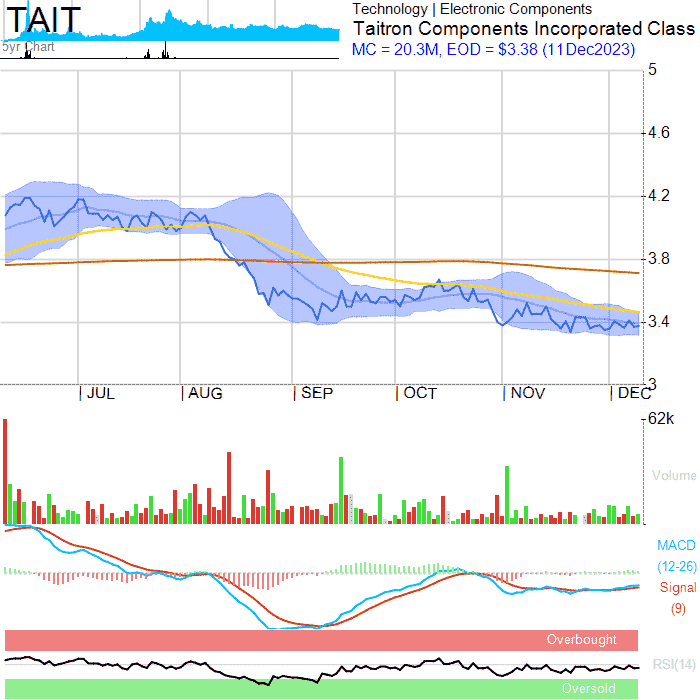 TAIT
5yr Chart
Technology | Electronic Components
Taitron Components Incorporated Class
MC = 20.3M, EOD = $3.38 (11Dec2023)
5
4.6
4.2
3.8
3.4
3
JUL AUG SEP OCT NOV DEC
62k
Volume
MACD
(12-26)
Signal
(9)
Overbought
RSI(14)
Oversold